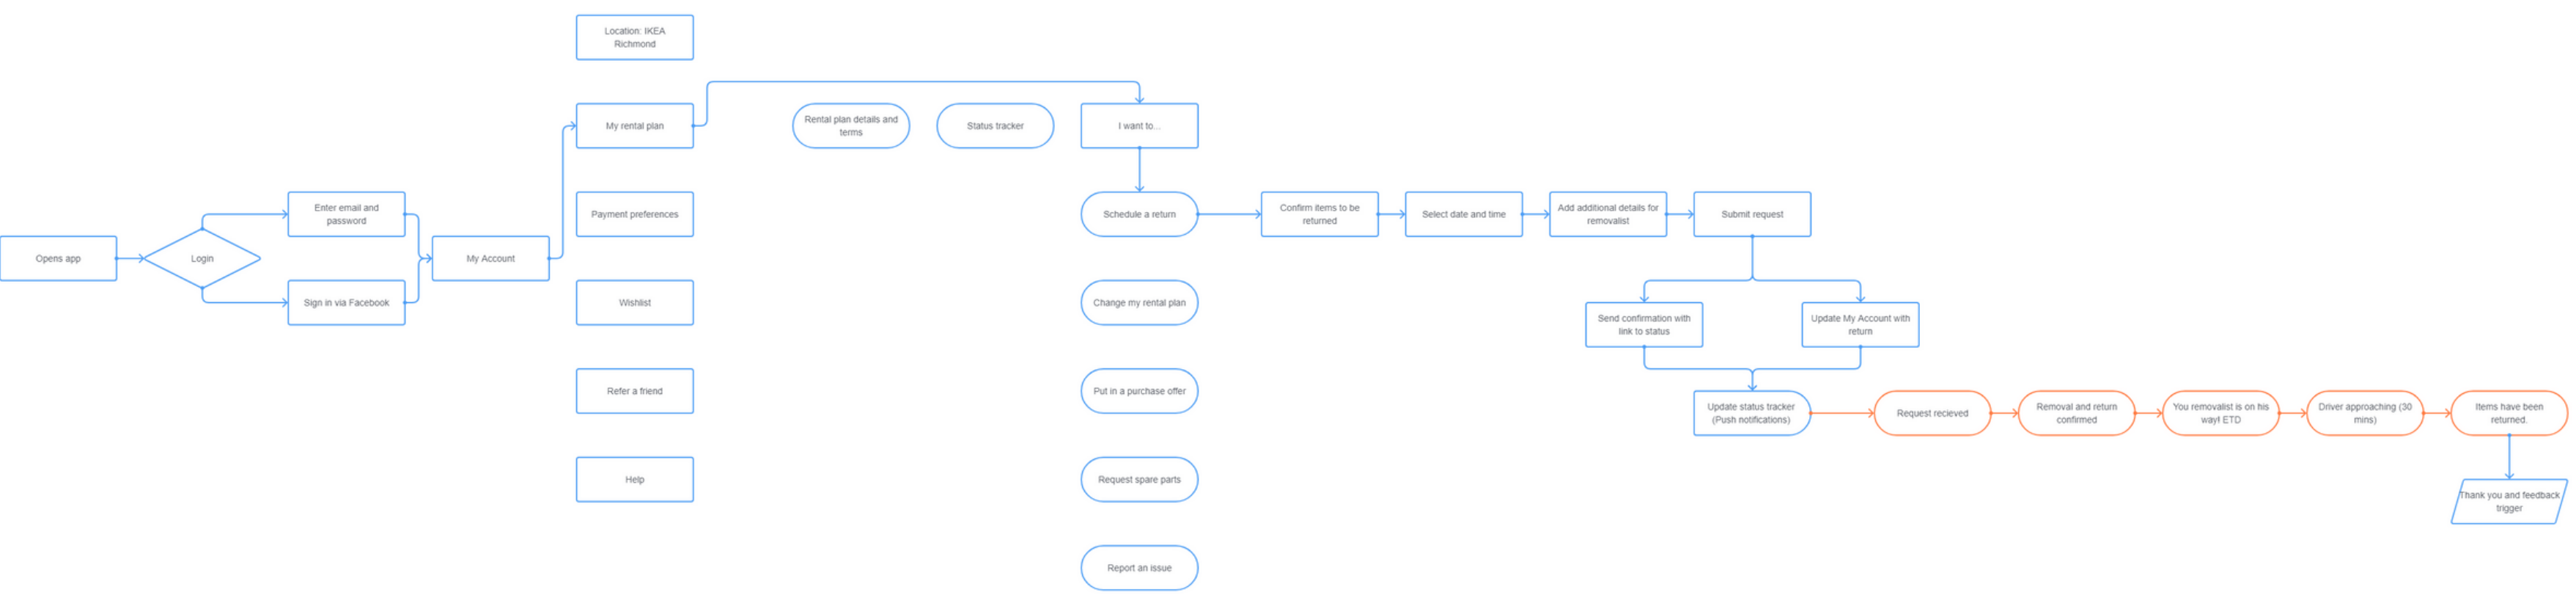 Location: IKEA
Richmond
My rental plan
Rental plan details and
terms
Status tracker
I want to...
Enter email and
password
Payment preferences
Schedule a return
Confirm items to be
returned
Select date and time
Add additional details for
removalist
Submit request
Opens app
Login
My Account
Sign in via Facebook
Wishlist
Change my rental plan
Send confirmation with
link to status
Update My Account with
return
Refer a friend
Put in a purchase offer
Update status tracker
(Push notifications)
Request recieved
Removal and return
confirmed
You removalist is on his
way! ETD
Driver approaching (30
mins)
Items have been
returned.
Help
Request spare parts
Thank you and feedback
trigger
Report an issue